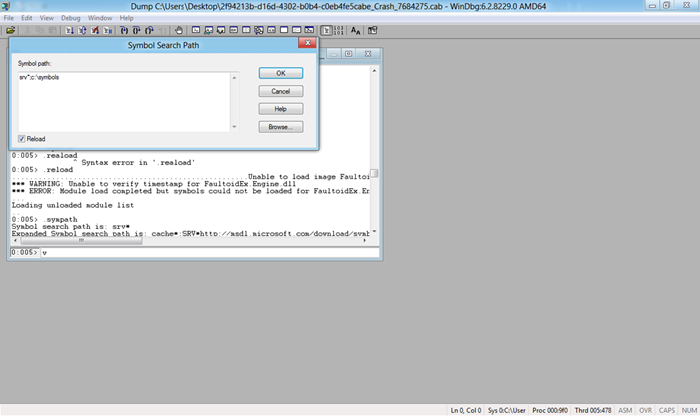 Dump C:\Users\Desktop\2f94213b-d16d-4302-b0b4-c0eb4fe5cabe_Crash_7684275.cab - WinDbg:6.2.8229.0 AMD64
File Edit View Debug Window Help
Symbol Search Path
Symbol path:
srv*;c:\symbols
OK
Cancel
Help
Browse...
Reload
0:005> .reaload
^ Syntax error in '.reaload'
0:005> .reload
Unable to load image Faultoid
*** WARNING: Unable to verify timestamp for FaultoidEx.Engine.dll
*** ERROR: Module load completed but symbols could not be loaded for FaultoidEx.En
...
Loading unloaded module list
..
0:005> .sympath
Symbol search path is: srv*
Expanded Symbol search path is: cache*;SRV*http://msdl.microsoft.com/download/symb
0:005> v
Ln 0, Col 0 Sys 0:C:\User Proc 000:9f0 Thrd 005:478 ASM OVR CAPS NUM